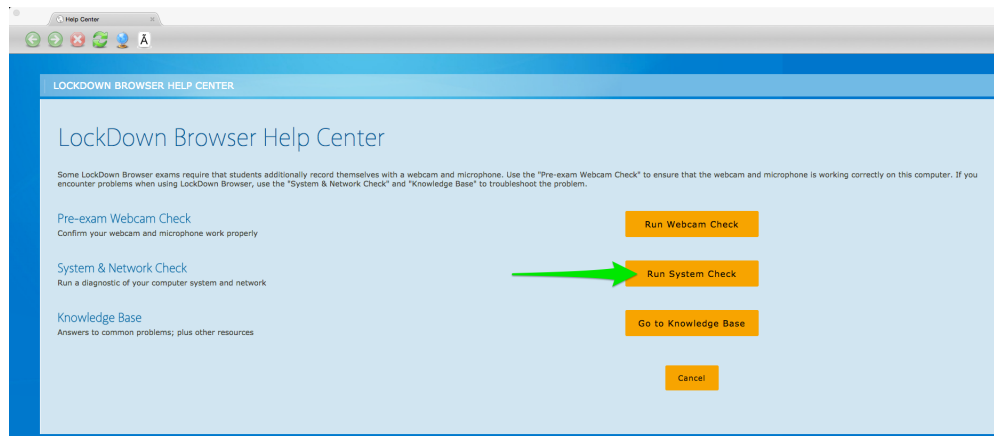 Help Center
Ā
LOCKDOWN BROWSER HELP CENTER
LockDown Browser Help Center
Some LockDown Browser exams require that students additionally record themselves with a webcam and microphone. Use the "Pre-exam Webcam Check" to ensure that the webcam and microphone is working correctly on this computer. If you
encounter problems when using LockDown Browser, use the "System & Network Check" and "Knowledge Base" to troubleshoot the problem.
Pre-exam Webcam Check
Confirm your webcam and microphone work properly
Run Webcam Check
System & Network Check
Run a diagnostic of your computer system and network
Run System Check
Knowledge Base
Answers to common problems; plus other resources
Go to Knowledge Base
Cancel